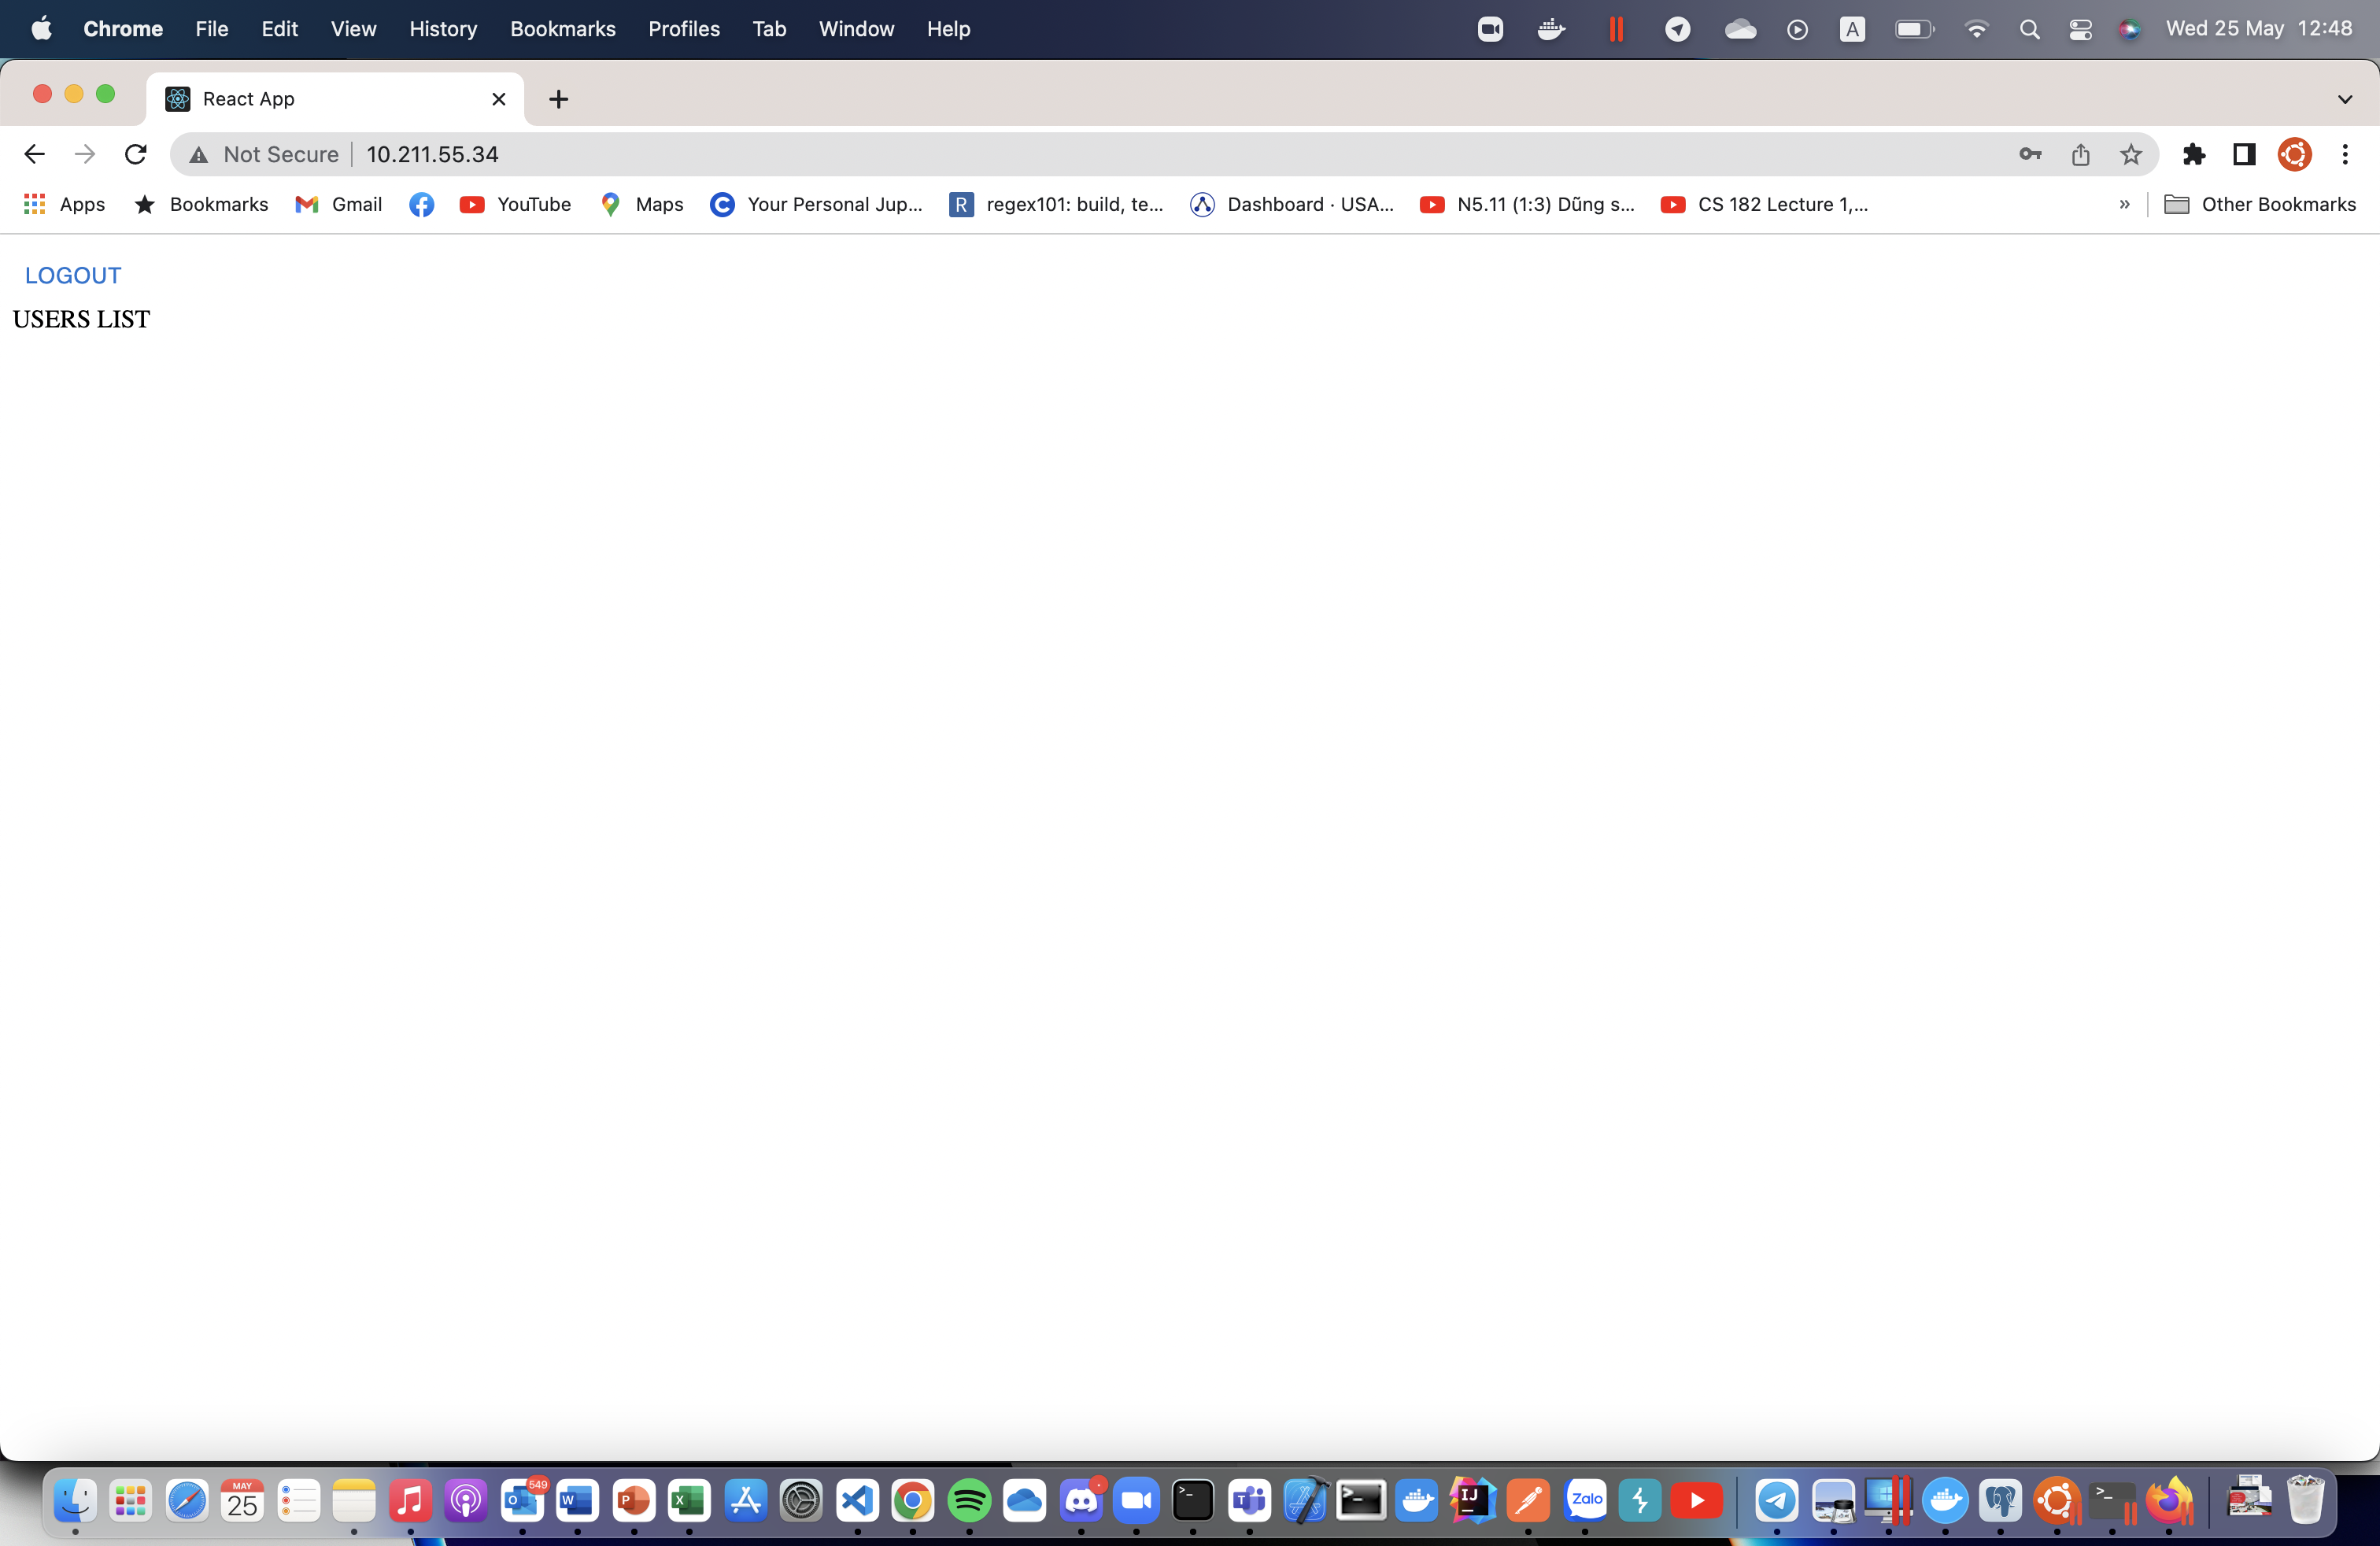 Chrome File Edit View History Bookmarks Profiles Tab Window Help A Wed 25 May 12:48
React App
Not Secure 10.211.55.34
Apps Bookmarks Gmail YouTube Maps C Your Personal Jup... R regex101: build, te... Dashboard · USA... N5.11 (1:3) Dũng s... CS 182 Lecture 1,... » Other Bookmarks
LOGOUT
USERS LIST
MAY 25 O 549 W P X >_ T >_ IJ Zalo >_